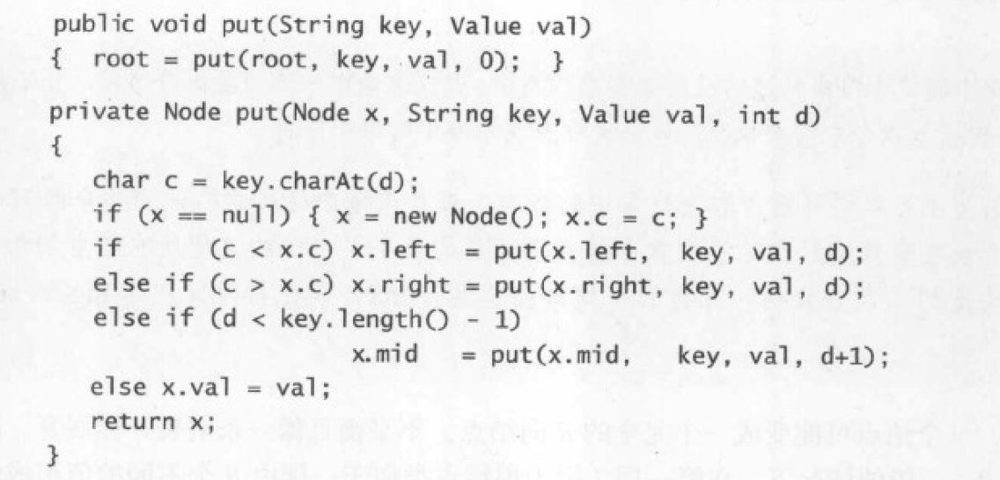 public void put(String key, Value val)
{  root = put(root, key, val, 0);  }
private Node put(Node x, String key, Value val, int d)
{
   char c = key.charAt(d);
   if (x == null) { x = new Node(); x.c = c; }
   if      (c < x.c) x.left  = put(x.left,  key, val, d);
   else if (c > x.c) x.right = put(x.right, key, val, d);
   else if (d < key.length() - 1)
                     x.mid   = put(x.mid,   key, val, d+1);
   else x.val = val;
   return x;
}